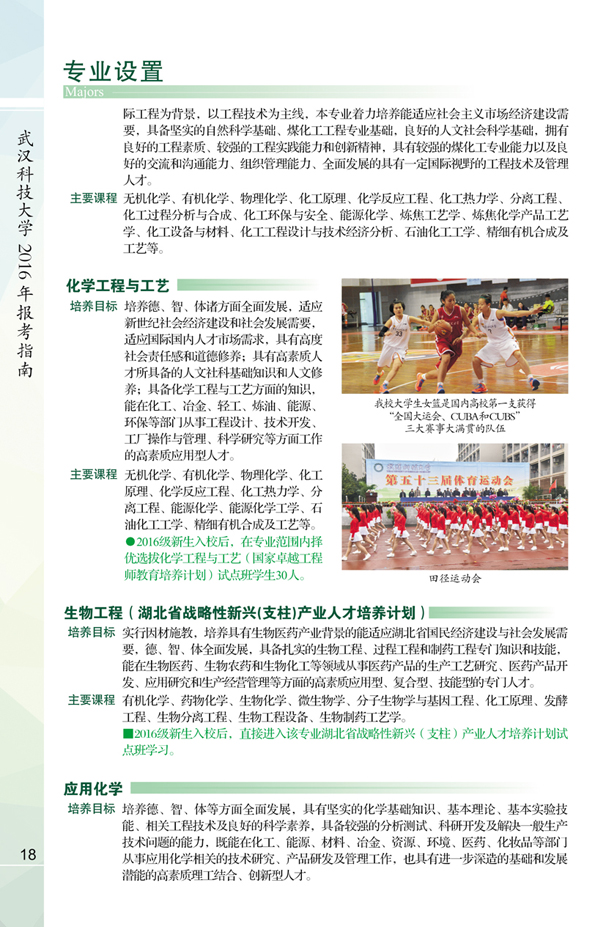 专业设置
Majors
际工程为背景，以工程技术为主线，本专业着力培养能适应社会主义市场经济建设需
要，具备坚实的自然科学基础、煤化工工程专业基础，良好的人文社会科学基础，拥有
良好的工程素质、较强的工程实践能力和创新精神，具有较强的煤化工专业能力以及良
好的交流和沟通能力、组织管理能力、全面发展的具有一定国际视野的工程技术及管理
人才。
主要课程 无机化学、有机化学、物理化学、化工原理、化学反应工程、化工热力学、分离工程、
化工过程分析与合成、化工环保与安全、能源化学、炼焦工艺学、炼焦化学产品工艺
学、化工设备与材料、化工工程设计与技术经济分析、石油化工工学、精细有机合成及
工艺等。
化学工程与工艺
培养目标 培养德、智、体诸方面全面发展，适应
新世纪社会经济建设和社会发展需要，
适应国际国内人才市场需求，具有高度
社会责任感和道德修养；具有高素质人
才所具备的人文社科基础知识和人文修
养；具备化学工程与工艺方面的知识，
能在化工、冶金、轻工、炼油、能源、
环保等部门从事工程设计、技术开发、
工厂操作与管理、科学研究等方面工作
的高素质应用型人才。
主要课程 无机化学、有机化学、物理化学、化工
原理、化学反应工程、化工热力学、分
离工程、能源化学、能源化学工学、石
油化工工学、精细有机合成及工艺等。
●2016级新生入校后，在专业范围内择
优选拔化学工程与工艺（国家卓越工程
师教育培养计划）试点班学生30人。
我校大学生女篮是国内高校第一支获得
“全国大运会、CUBA和CUBS”
三大赛事大满贯的队伍
第五十三届体育运动会
田径运动会
生物工程（湖北省战略性新兴(支柱)产业人才培养计划）
培养目标 实行因材施教，培养具有生物医药产业背景的能适应湖北省国民经济建设与社会发展需
要，德、智、体全面发展，具备扎实的生物工程、过程工程和制药工程专门知识和技能，
能在生物医药、生物农药和生物化工等领域从事医药产品的生产工艺研究、医药产品开
发、应用研究和生产经营管理等方面的高素质应用型、复合型、技能型的专门人才。
主要课程 有机化学、药物化学、生物化学、微生物学、分子生物学与基因工程、化工原理、发酵
工程、生物分离工程、生物工程设备、生物制药工艺学。
■2016级新生入校后，直接进入该专业湖北省战略性新兴（支柱）产业人才培养计划试
点班学习。
应用化学
培养目标 培养德、智、体等方面全面发展，具有坚实的化学基础知识、基本理论、基本实验技
能、相关工程技术及良好的科学素养，具备较强的分析测试、科研开发及解决一般生产
技术问题的能力，既能在化工、能源、材料、冶金、资源、环境、医药、化妆品等部门
从事应用化学相关的技术研究、产品研发及管理工作，也具有进一步深造的基础和发展
潜能的高素质理工结合、创新型人才。
武汉科技大学 2016 年报考指南
18